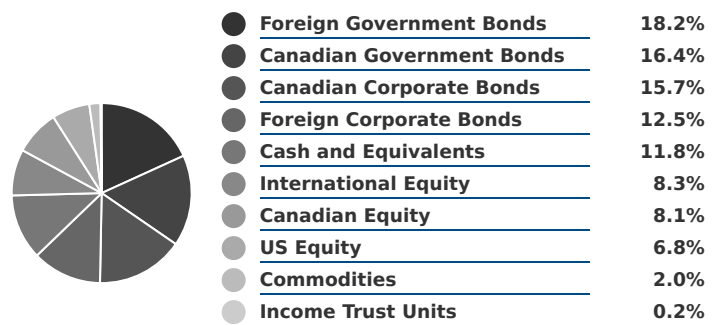 Foreign Government Bonds 18.2%
Canadian Government Bonds 16.4%
Canadian Corporate Bonds 15.7%
Foreign Corporate Bonds 12.5%
Cash and Equivalents 11.8%
International Equity 8.3%
Canadian Equity 8.1%
US Equity 6.8%
Commodities 2.0%
Income Trust Units 0.2%